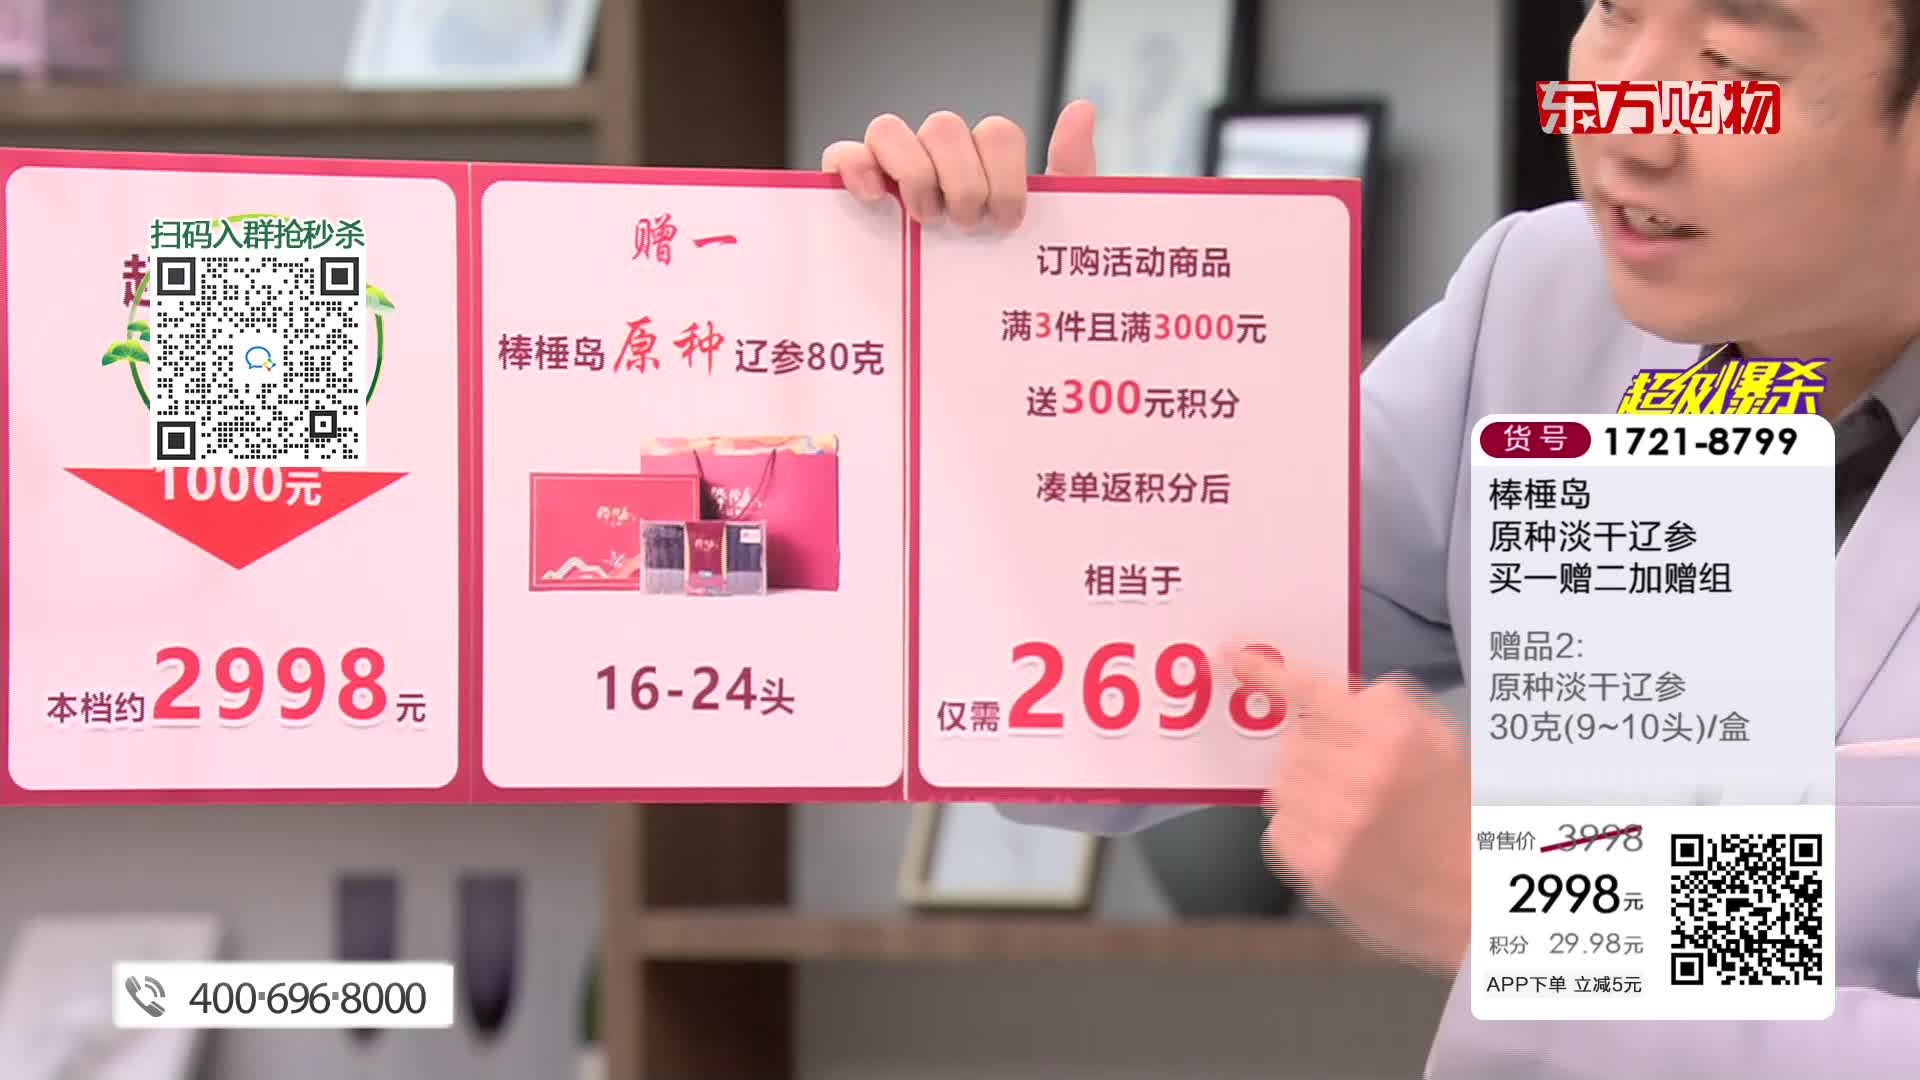 东方购物
扫码入群抢秒杀
1000元
本档约2998元
赠一
棒棰岛原种辽参80克
16-24头
订购活动商品
满3件且满3000元
送300元积分
凑单返积分后
相当于
仅需2698
超级爆杀
货号 1721-8799
棒棰岛
原种淡干辽参
买一赠二加赠组
赠品2:
原种淡干辽参
30克(9~10头)/盒
曾售价 3998
2998元
积分 29.98元
APP下单 立减5元
400-696-8000